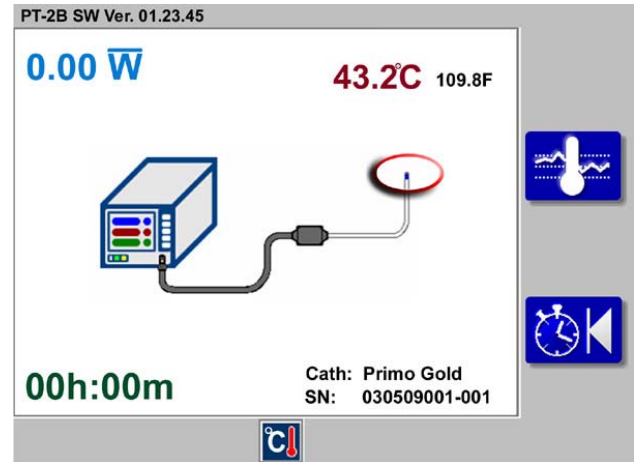 PT-2B SW Ver. 01.23.45
0.00 W
43.2°C 109.8F
00h:00m
Cath: Primo Gold
SN: 030509001-001
°C